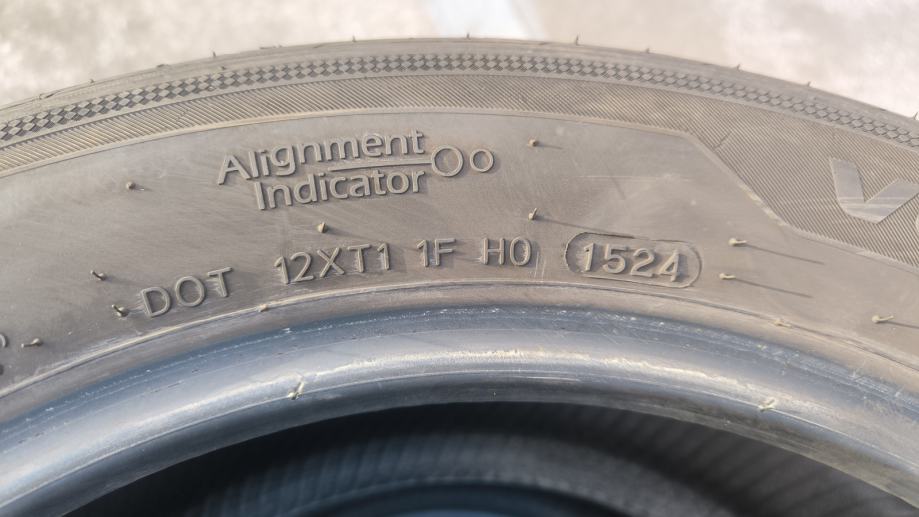 Alignment
Indicator
DOT 12XT1 1F H0 1524
V